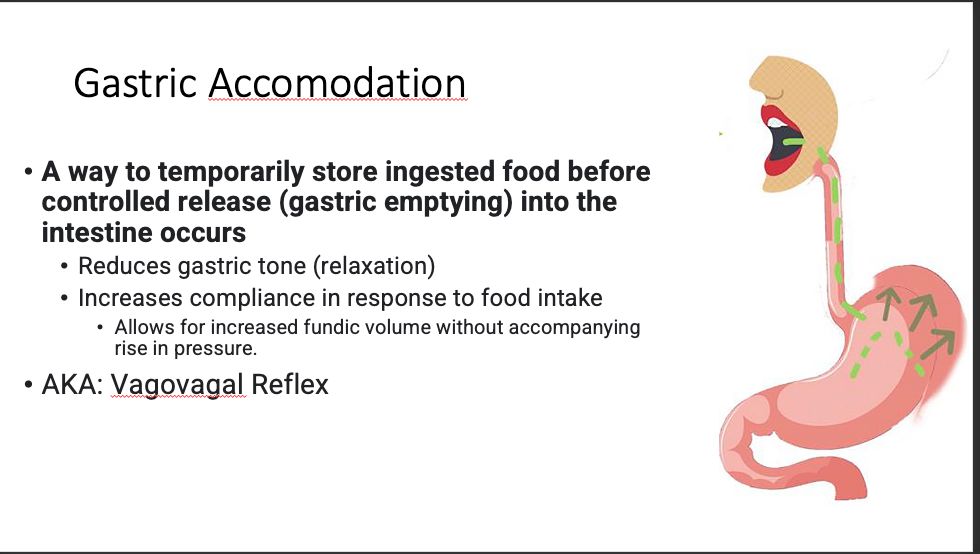 Gastric Accomodation
• A way to temporarily store ingested food before
controlled release (gastric emptying) into the
intestine occurs
• Reduces gastric tone (relaxation)
• Increases compliance in response to food intake
• Allows for increased fundic volume without accompanying
rise in pressure.
• AKA: Vagovagal Reflex